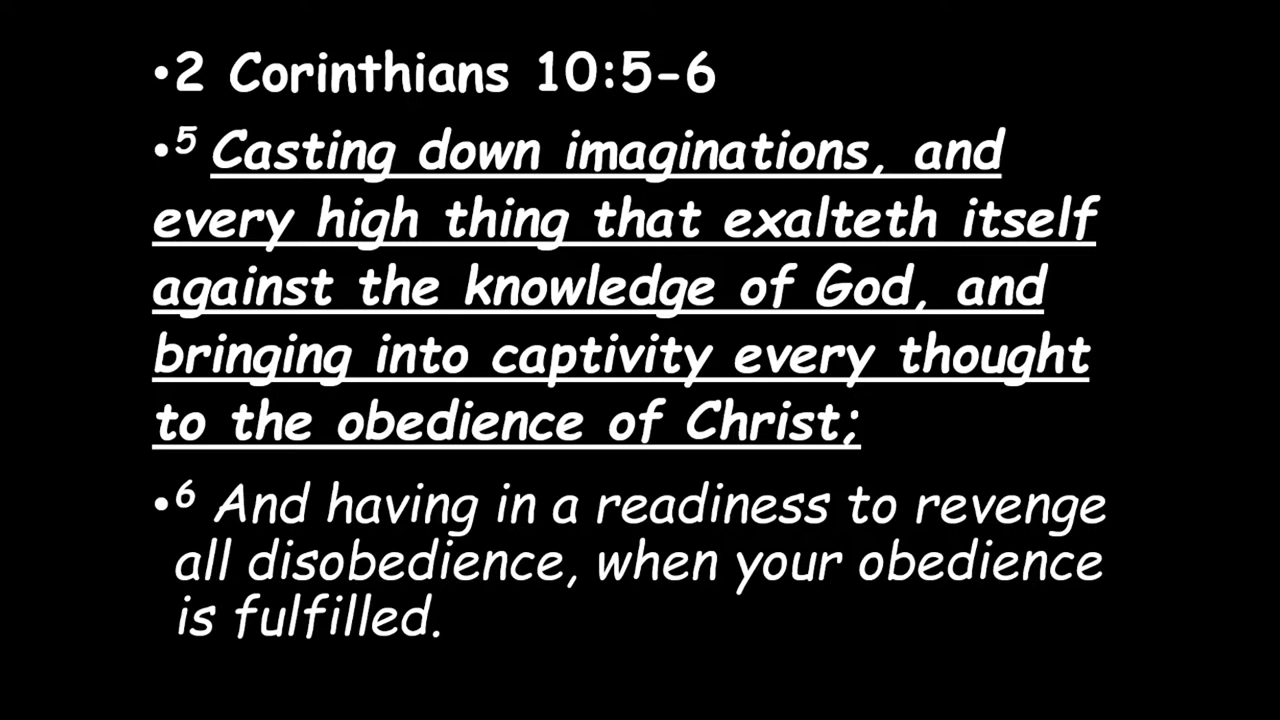 •2 Corinthians 10:5-6
•5 Casting down imaginations, and
every high thing that exalteth itself
against the knowledge of God, and
bringing into captivity every thought
to the obedience of Christ;
•6 And having in a readiness to revenge
all disobedience, when your obedience
is fulfilled.